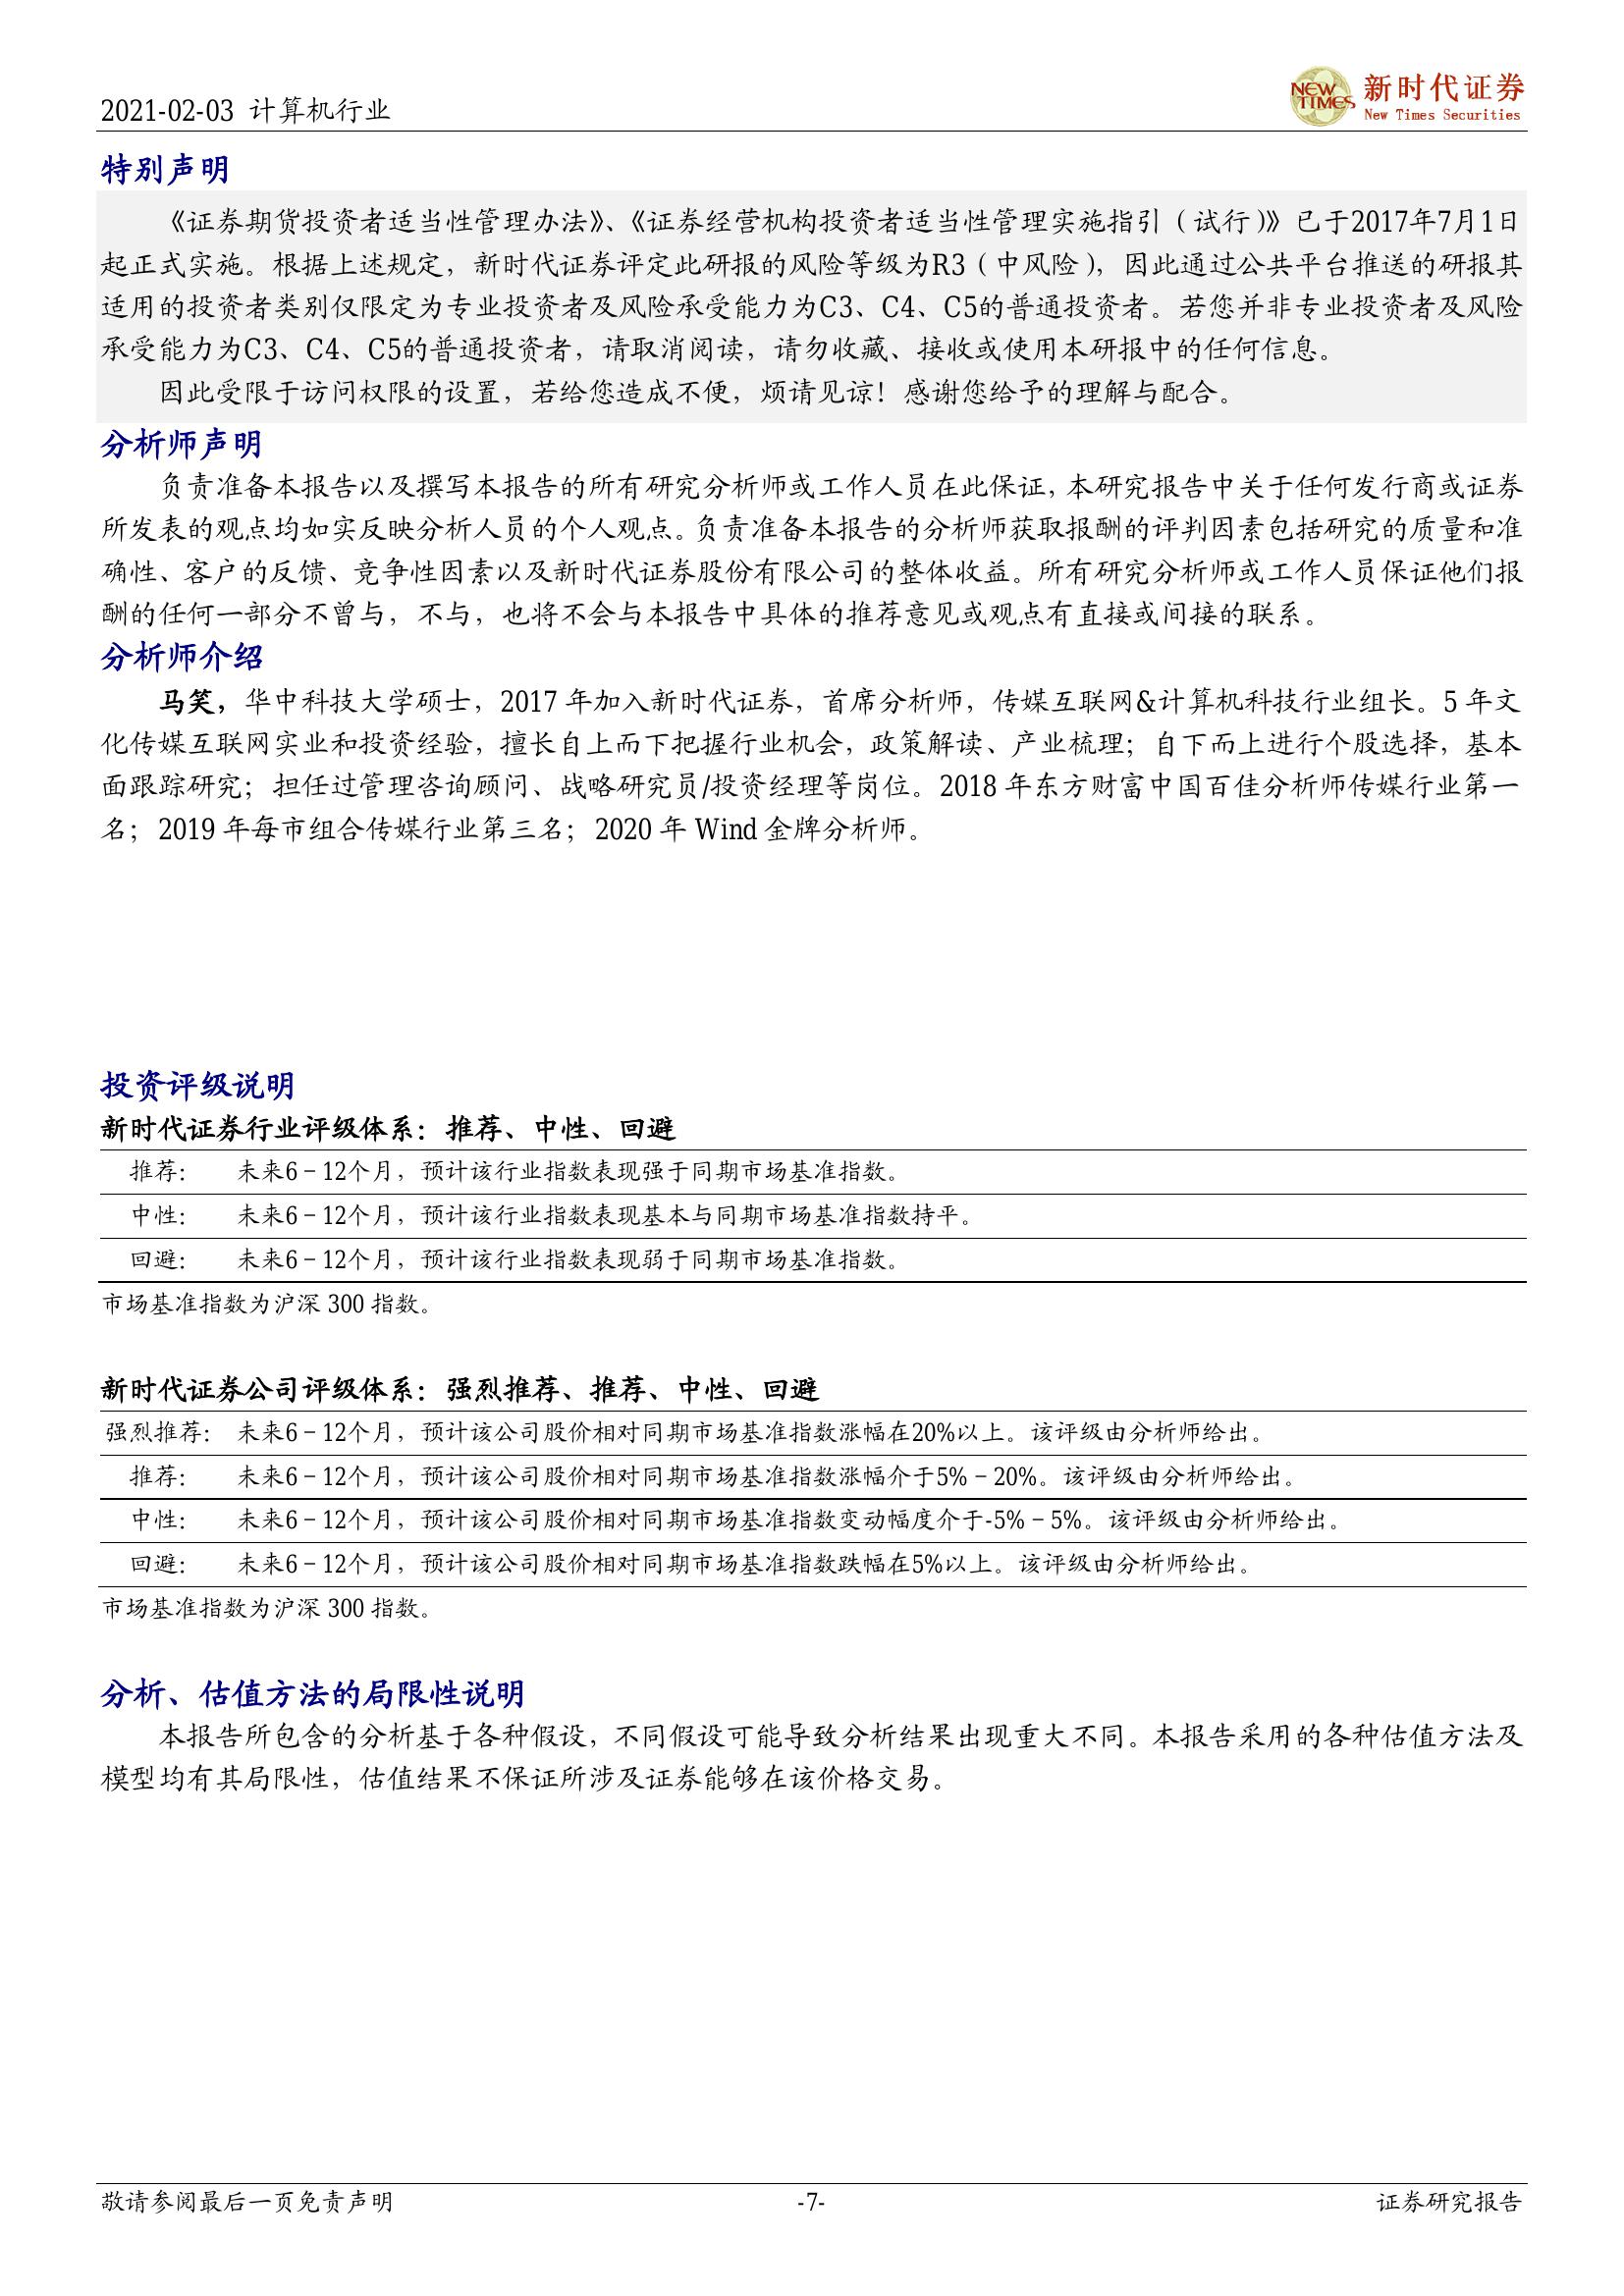 2021-02-03 计算机行业
NEW TIMES
新时代证券
New Times Securities
特别声明
《证券期货投资者适当性管理办法》、《证券经营机构投资者适当性管理实施指引（试行）》已于2017年7月1日
起正式实施。根据上述规定，新时代证券评定此研报的风险等级为R3（中风险），因此通过公共平台推送的研报其
适用的投资者类别仅限定为专业投资者及风险承受能力为C3、C4、C5的普通投资者。若您并非专业投资者及风险
承受能力为C3、C4、C5的普通投资者，请取消阅读，请勿收藏、接收或使用本研报中的任何信息。
因此受限于访问权限的设置，若给您造成不便，烦请见谅！感谢您给予的理解与配合。
分析师声明
负责准备本报告以及撰写本报告的所有研究分析师或工作人员在此保证，本研究报告中关于任何发行商或证券
所发表的观点均如实反映分析人员的个人观点。负责准备本报告的分析师获取报酬的评判因素包括研究的质量和准
确性、客户的反馈、竞争性因素以及新时代证券股份有限公司的整体收益。所有研究分析师或工作人员保证他们报
酬的任何一部分不曾与，不与，也将不会与本报告中具体的推荐意见或观点有直接或间接的联系。
分析师介绍
马笑，华中科技大学硕士，2017 年加入新时代证券，首席分析师，传媒互联网&计算机科技行业组长。5 年文
化传媒互联网实业和投资经验，擅长自上而下把握行业机会，政策解读、产业梳理；自下而上进行个股选择，基本
面跟踪研究；担任过管理咨询顾问、战略研究员/投资经理等岗位。2018 年东方财富中国百佳分析师传媒行业第一
名；2019 年每市组合传媒行业第三名；2020 年 Wind 金牌分析师。
投资评级说明
新时代证券行业评级体系：推荐、中性、回避
推荐： 未来6－12个月，预计该行业指数表现强于同期市场基准指数。
中性： 未来6－12个月，预计该行业指数表现基本与同期市场基准指数持平。
回避： 未来6－12个月，预计该行业指数表现弱于同期市场基准指数。
市场基准指数为沪深 300 指数。
新时代证券公司评级体系：强烈推荐、推荐、中性、回避
强烈推荐： 未来6－12个月，预计该公司股价相对同期市场基准指数涨幅在20%以上。该评级由分析师给出。
推荐： 未来6－12个月，预计该公司股价相对同期市场基准指数涨幅介于5%－20%。该评级由分析师给出。
中性： 未来6－12个月，预计该公司股价相对同期市场基准指数变动幅度介于-5%－5%。该评级由分析师给出。
回避： 未来6－12个月，预计该公司股价相对同期市场基准指数跌幅在5%以上。该评级由分析师给出。
市场基准指数为沪深 300 指数。
分析、估值方法的局限性说明
本报告所包含的分析基于各种假设，不同假设可能导致分析结果出现重大不同。本报告采用的各种估值方法及
模型均有其局限性，估值结果不保证所涉及证券能够在该价格交易。
敬请参阅最后一页免责声明 -7- 证券研究报告